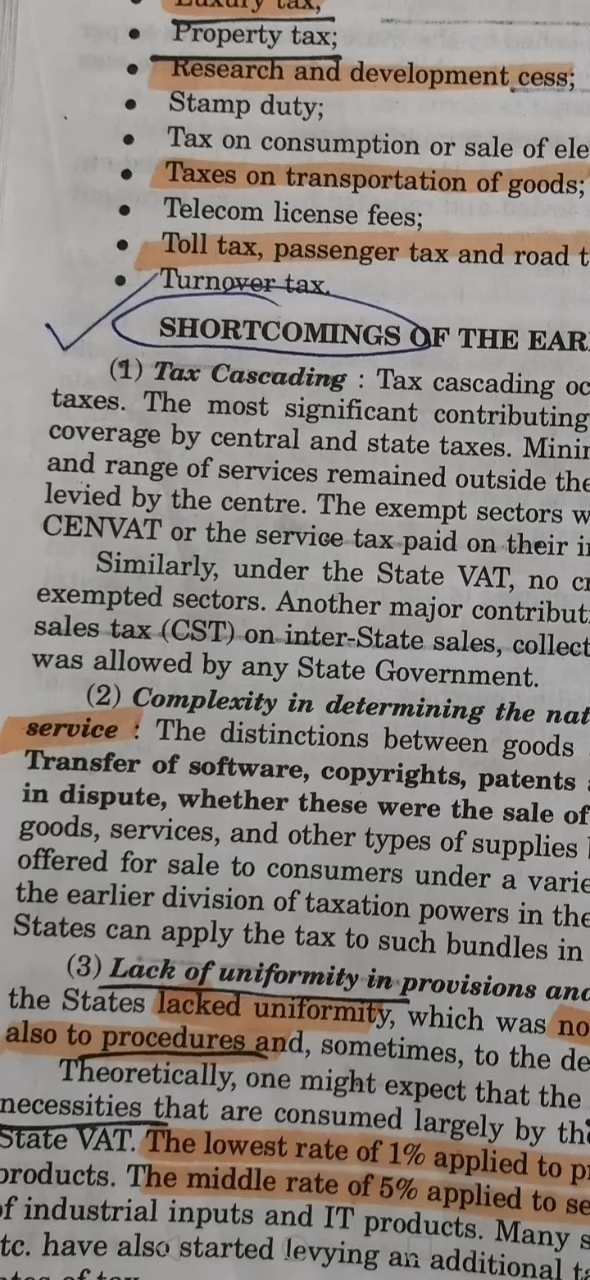 Luxury tax;
• Property tax;
• Research and development cess;
• Stamp duty;
• Tax on consumption or sale of ele
• Taxes on transportation of goods;
• Telecom license fees;
• Toll tax, passenger tax and road t
• Turnover tax.
SHORTCOMINGS OF THE EAR
(1) Tax Cascading : Tax cascading oc
taxes. The most significant contributing
coverage by central and state taxes. Minin
and range of services remained outside the
levied by the centre. The exempt sectors w
CENVAT or the service tax paid on their in
Similarly, under the State VAT, no cr
exempted sectors. Another major contributi
sales tax (CST) on inter-State sales, collect
was allowed by any State Government.
(2) Complexity in determining the nat
service : The distinctions between goods
Transfer of software, copyrights, patents a
in dispute, whether these were the sale of
goods, services, and other types of supplies
offered for sale to consumers under a varie
the earlier division of taxation powers in the
States can apply the tax to such bundles in
(3) Lack of uniformity in provisions and
the States lacked uniformity, which was no
also to procedures and, sometimes, to the de
Theoretically, one might expect that the
necessities that are consumed largely by the
State VAT. The lowest rate of 1% applied to pr
products. The middle rate of 5% applied to se
of industrial inputs and IT products. Many s
tc. have also started levying an additional ta